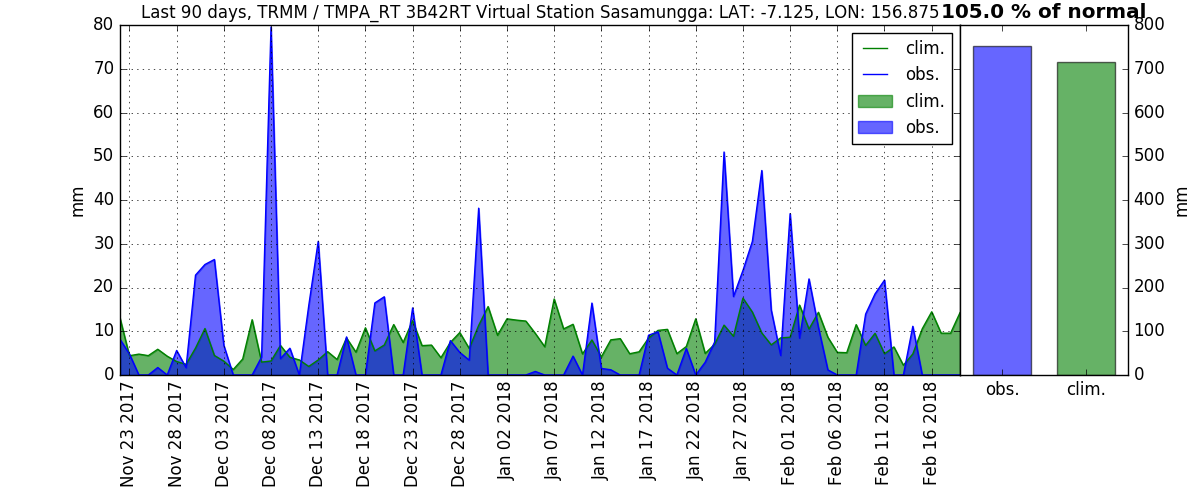 Last 90 days, TRMM / TMPA_RT 3B42RT Virtual Station Sasamungga: LAT: -7.125, LON: 156.875
105.0 % of normal
mm
80
70
60
50
40
30
20
10
0
clim.
obs.
clim.
obs.
Nov 23 2017
Nov 28 2017
Dec 03 2017
Dec 08 2017
Dec 13 2017
Dec 18 2017
Dec 23 2017
Dec 28 2017
Jan 02 2018
Jan 07 2018
Jan 12 2018
Jan 17 2018
Jan 22 2018
Jan 27 2018
Feb 01 2018
Feb 06 2018
Feb 11 2018
Feb 16 2018
obs.
clim.
800
700
600
500
400
300
200
100
0
mm